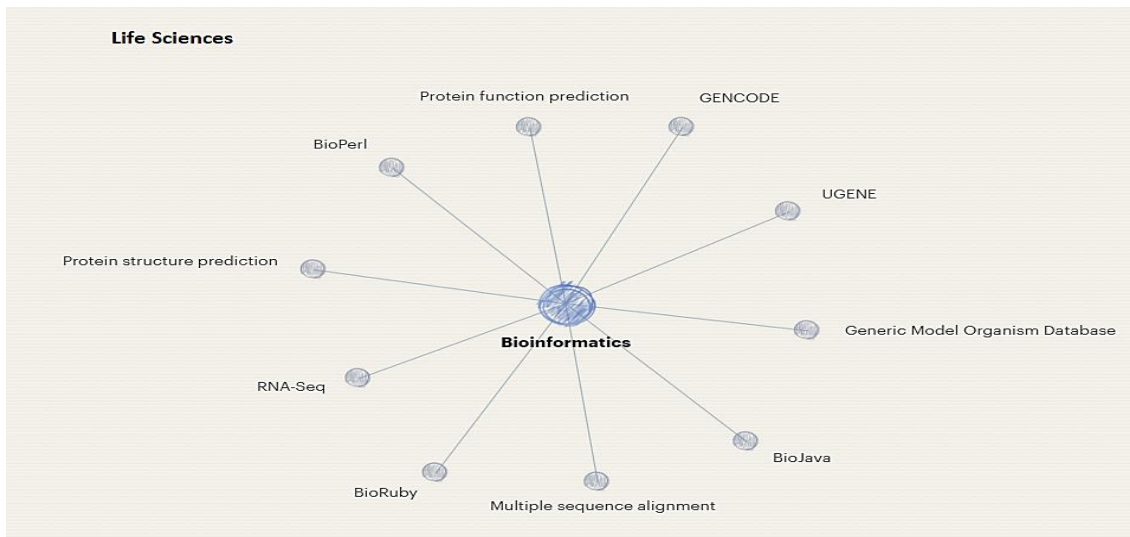 Life Sciences
Protein function prediction
GENCODE
BioPerl
UGENE
Protein structure prediction
Generic Model Organism Database
Bioinformatics
RNA-Seq
BioJava
BioRuby
Multiple sequence alignment